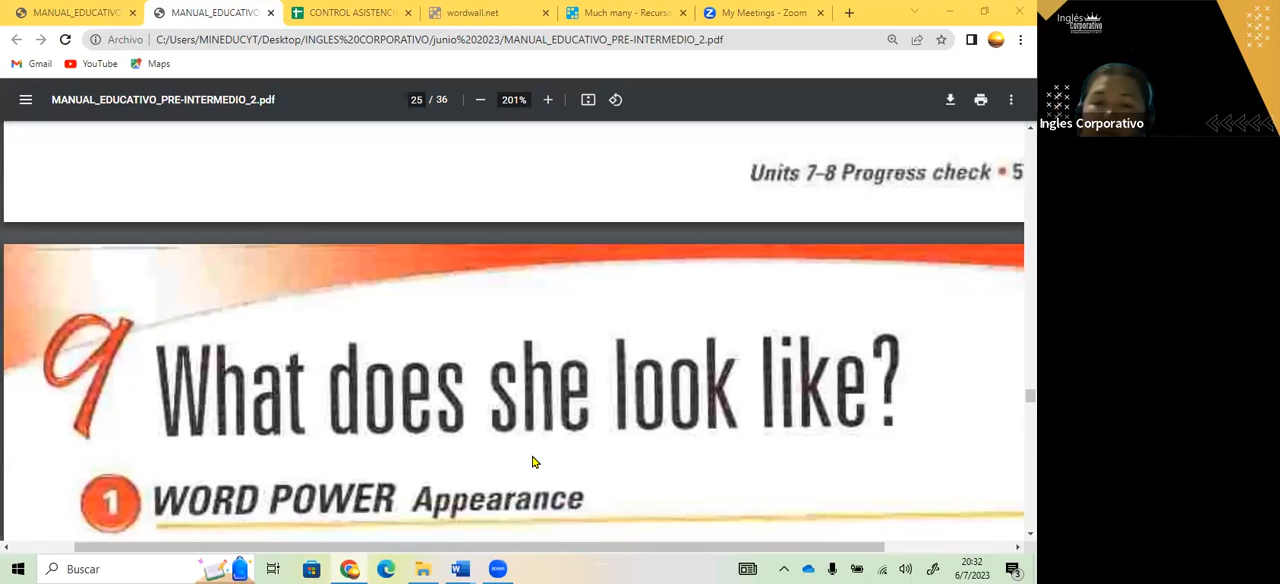 MANUAL_EDUCATIVO
MANUAL_EDUCATIVO
CONTROL ASISTENCI
wordwall.net
Much many - Recurso
My Meetings - Zoom
Archivo
C:/Users/MINEDUCYT/Desktop/INGLES%20CORPORATIVO/junio%202023/MANUAL_EDUCATIVO_PRE-INTERMEDIO_2.pdf
Gmail
YouTube
Maps
MANUAL_EDUCATIVO_PRE-INTERMEDIO_2.pdf
25 / 36
201%
Units 7–8 Progress check • 5
9 What does she look like?
1 WORD POWER Appearance
Buscar
zoom
20:32
6/7/2023
3
Inglés
Corporativo
Ingles Corporativo